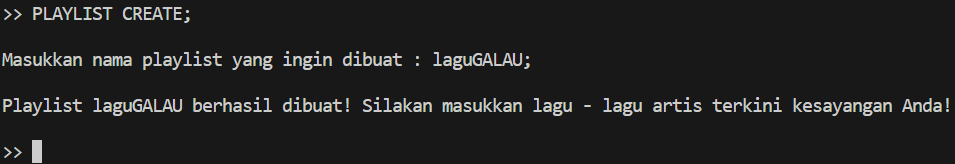 >> PLAYLIST CREATE;
Masukkan nama playlist yang ingin dibuat : laguGALAU;
Playlist laguGALAU berhasil dibuat! Silakan masukkan lagu - lagu artis terkini kesayangan Anda!
>>